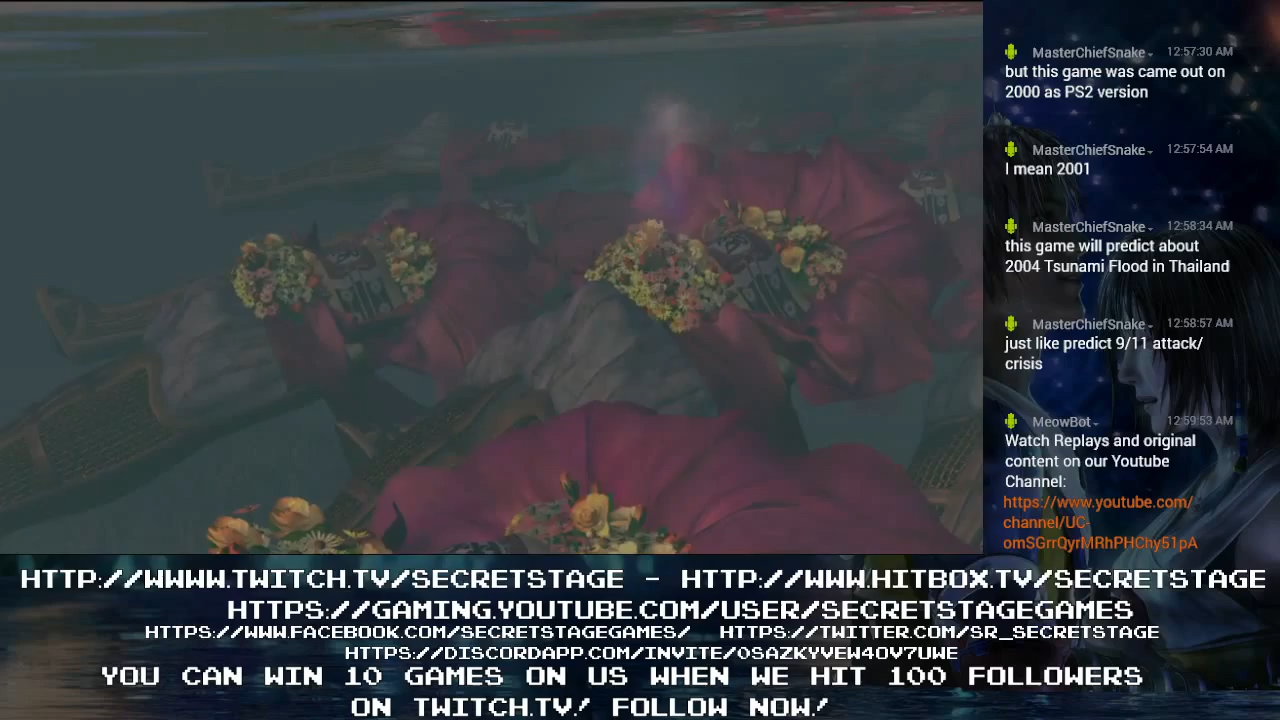 MasterChiefSnake 12:57:30 AM
but this game was came out on
2000 as PS2 version
MasterChiefSnake 12:57:54 AM
I mean 2001
MasterChiefSnake 12:58:34 AM
this game will predict about
2004 Tsunami Flood in Thailand
MasterChiefSnake 12:58:57 AM
just like predict 9/11 attack/
crisis
MeowBot 12:59:53 AM
Watch Replays and original
content on our Youtube
Channel:
https://www.youtube.com/
channel/UC-
omSGrrQyrMRhPHChy51pA
HTTP://WWWW.TWITCH.TV/SECRETSTAGE - HTTP://WWW.HITBOX.TV/SECRETSTAGE
HTTPS://GAMING.YOUTUBE.COM/USER/SECRETSTAGEGAMES
HTTPS://WWW.FACEBOOK.COM/SECRETSTAGEGAMES/ HTTPS://TWITTER.COM/SR_SECRETSTAGE
HTTPS://DISCORDAPP.COM/INVITE/0SAZKYVEW4OV7UWE
YOU CAN WIN 10 GAMES ON US WHEN WE HIT 100 FOLLOWERS
ON TWITCH.TV! FOLLOW NOW!